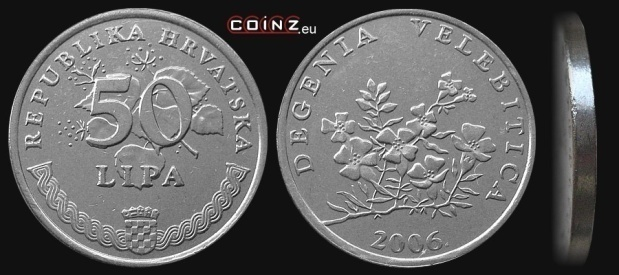 COINZ.eu
REPUBLIKA HRVATSKA
50
LIPA
DEGENIA VELEBITICA
2006.